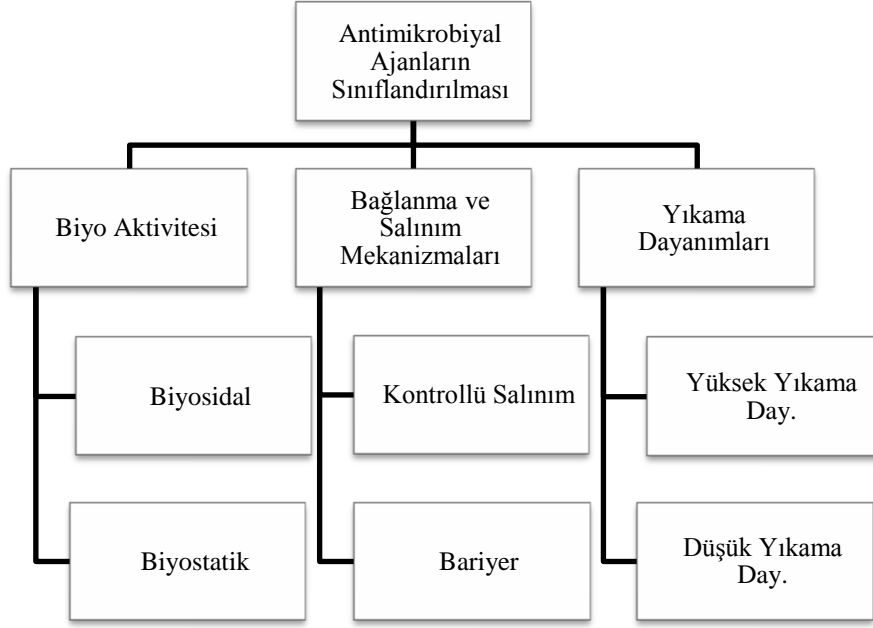 Antimikrobiyal
Ajanların
Sınıflandırılması
Biyo Aktivitesi
Bağlanma ve
Salınım
Mekanizmaları
Yıkama
Dayanımları
Biyosidal
Kontrollü Salınım
Yüksek Yıkama
Day.
Biyostatik
Bariyer
Düşük Yıkama
Day.